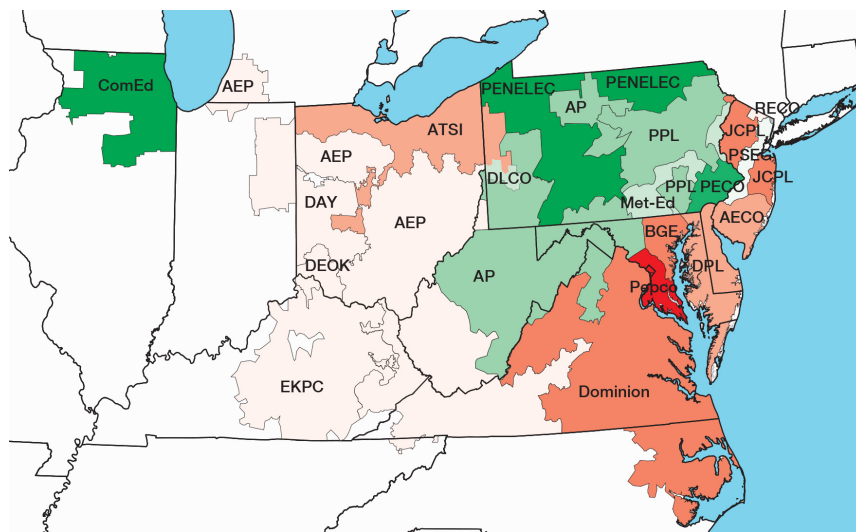 ComEd
AEP
PENELEC
PENELEC
AP
RECO
JCPL
ATSI
PPL
PSEG
AEP
DLCO
PPL
PECO
JCPL
DAY
Met-Ed
AEP
AECO
BGE
DEOK
AP
DPL
Pepco
EKPC
Dominion